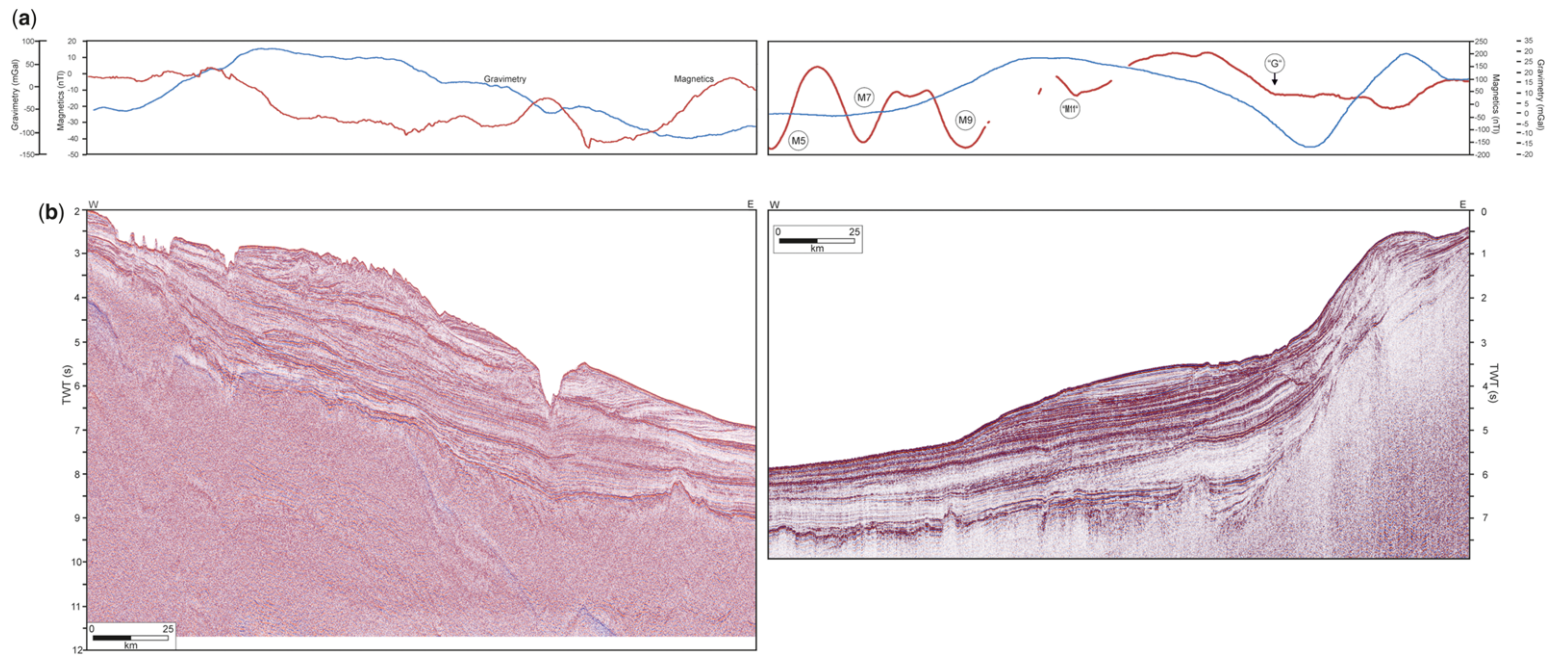 (a)
Gravimetry (mGal)
100
50
0
-50
-100
-150
Magnetics (nTl)
20
10
0
-10
-20
-30
-40
-50
Gravimetry
Magnetics
M5
M7
M9
"M11"
"G"
250
200
150
100
50
0
-50
-100
-150
-200
Magnetics (nTl)
35
30
25
20
15
10
5
0
-5
-10
-15
-20
Gravimetry (mGal)
(b)
W
E
TWT (s)
2
3
4
5
6
7
8
9
10
11
12
0 25
km
W
E
0 25
km
0
1
2
3
4
5
6
7
TWT (s)